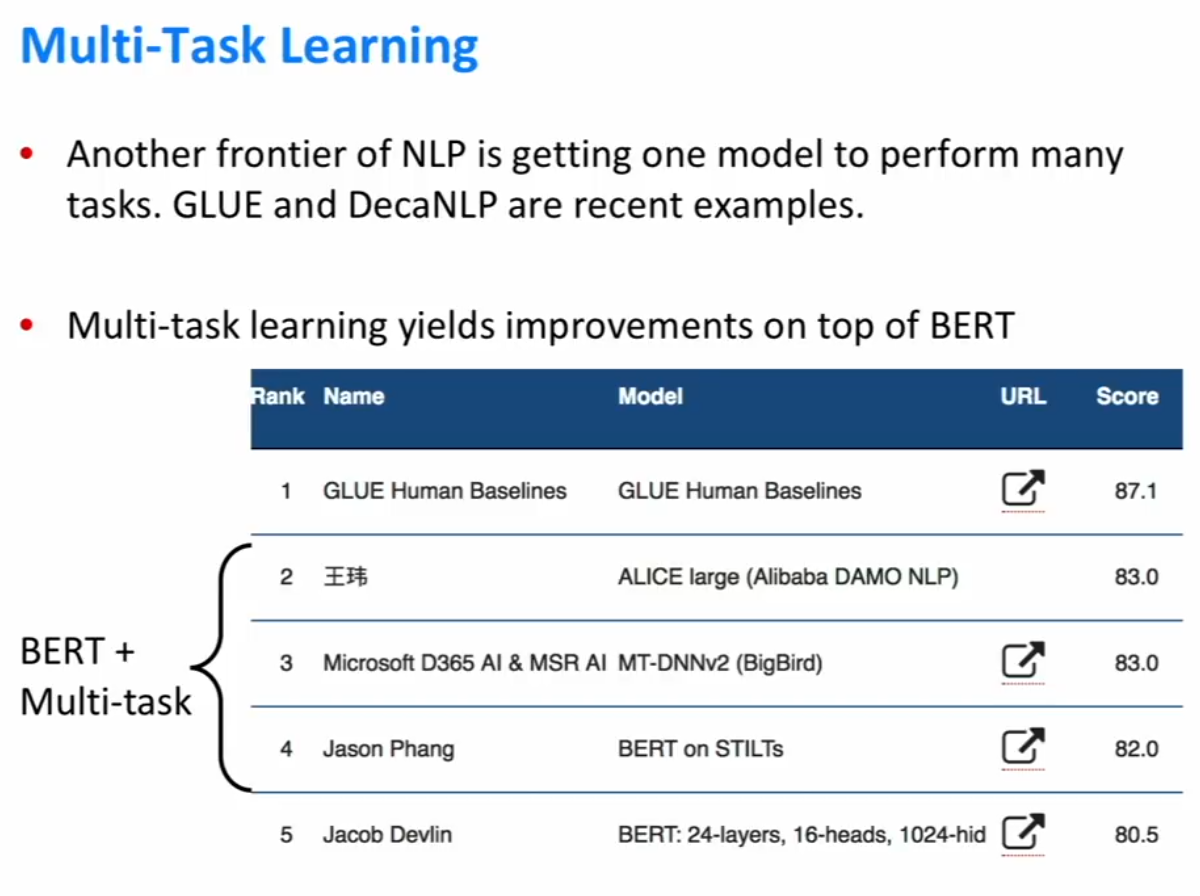 Multi-Task Learning
• Another frontier of NLP is getting one model to perform many
tasks. GLUE and DecaNLP are recent examples.
• Multi-task learning yields improvements on top of BERT
Rank Name Model URL Score
1 GLUE Human Baselines GLUE Human Baselines 87.1
2 王玮 ALICE large (Alibaba DAMO NLP) 83.0
3 Microsoft D365 AI & MSR AI MT-DNNv2 (BigBird) 83.0
4 Jason Phang BERT on STILTs 82.0
5 Jacob Devlin BERT: 24-layers, 16-heads, 1024-hid 80.5
BERT +
Multi-task